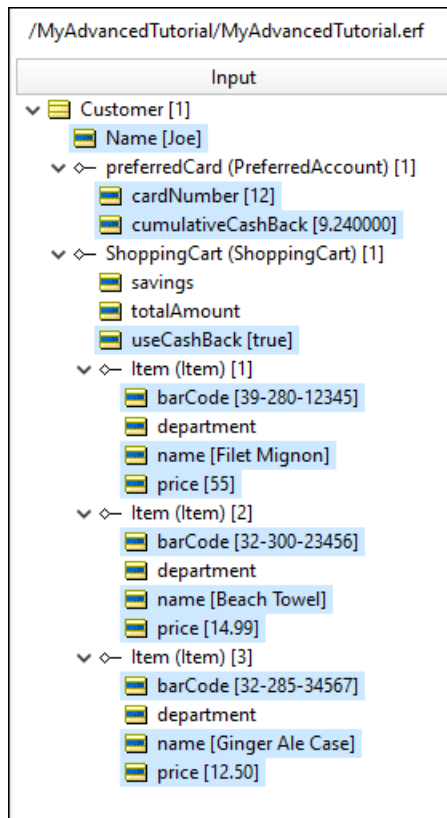 /MyAdvancedTutorial/MyAdvancedTutorial.erf
Input
Customer [1]
Name [Joe]
preferredCard (PreferredAccount) [1]
cardNumber [12]
cumulativeCashBack [9.240000]
ShoppingCart (ShoppingCart) [1]
savings
totalAmount
useCashBack [true]
Item (Item) [1]
barCode [39-280-12345]
department
name [Filet Mignon]
price [55]
Item (Item) [2]
barCode [32-300-23456]
department
name [Beach Towel]
price [14.99]
Item (Item) [3]
barCode [32-285-34567]
department
name [Ginger Ale Case]
price [12.50]